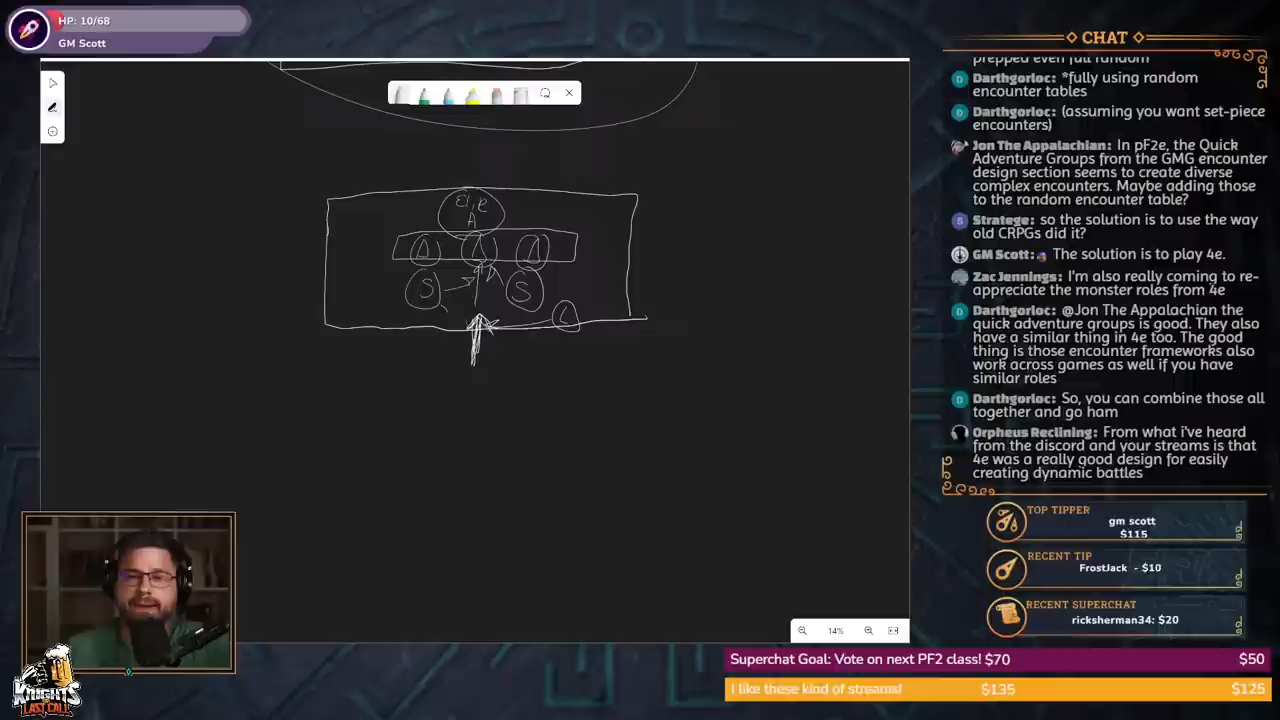 HP: 10/68
GM Scott
Elite
A
A
A
A
S
S
L
14%
KNIGHTS
LAST CALL
CHAT
prepped even full random
Darthgorloc: *fully using random
encounter tables
Darthgorloc: (assuming you want set-piece
encounters)
Jon The Appalachian: In pF2e, the Quick
Adventure Groups from the GMG encounter
design section seems to create diverse
complex encounters. Maybe adding those
to the random encounter table?
Stratege: so the solution is to use the way
old CRPGs did it?
GM Scott: The solution is to play 4e.
Zac Jennings: I'm also really coming to re-
appreciate the monster roles from 4e
Darthgorloc: @Jon The Appalachian the
quick adventure groups is good. They also
have a similar thing in 4e too. The good
thing is those encounter frameworks also
work across games as well if you have
similar roles
Darthgorloc: So, you can combine those all
together and go ham
Orpheus Reclining: From what i've heard
from the discord and your streams is that
4e was a really good design for easily
creating dynamic battles
TOP TIPPER
gm scott
$115
RECENT TIP
FrostJack - $10
RECENT SUPERCHAT
ricksherman34: $20
Superchat Goal: Vote on next PF2 class! $70 $50
I like these kind of streams! $135 $125